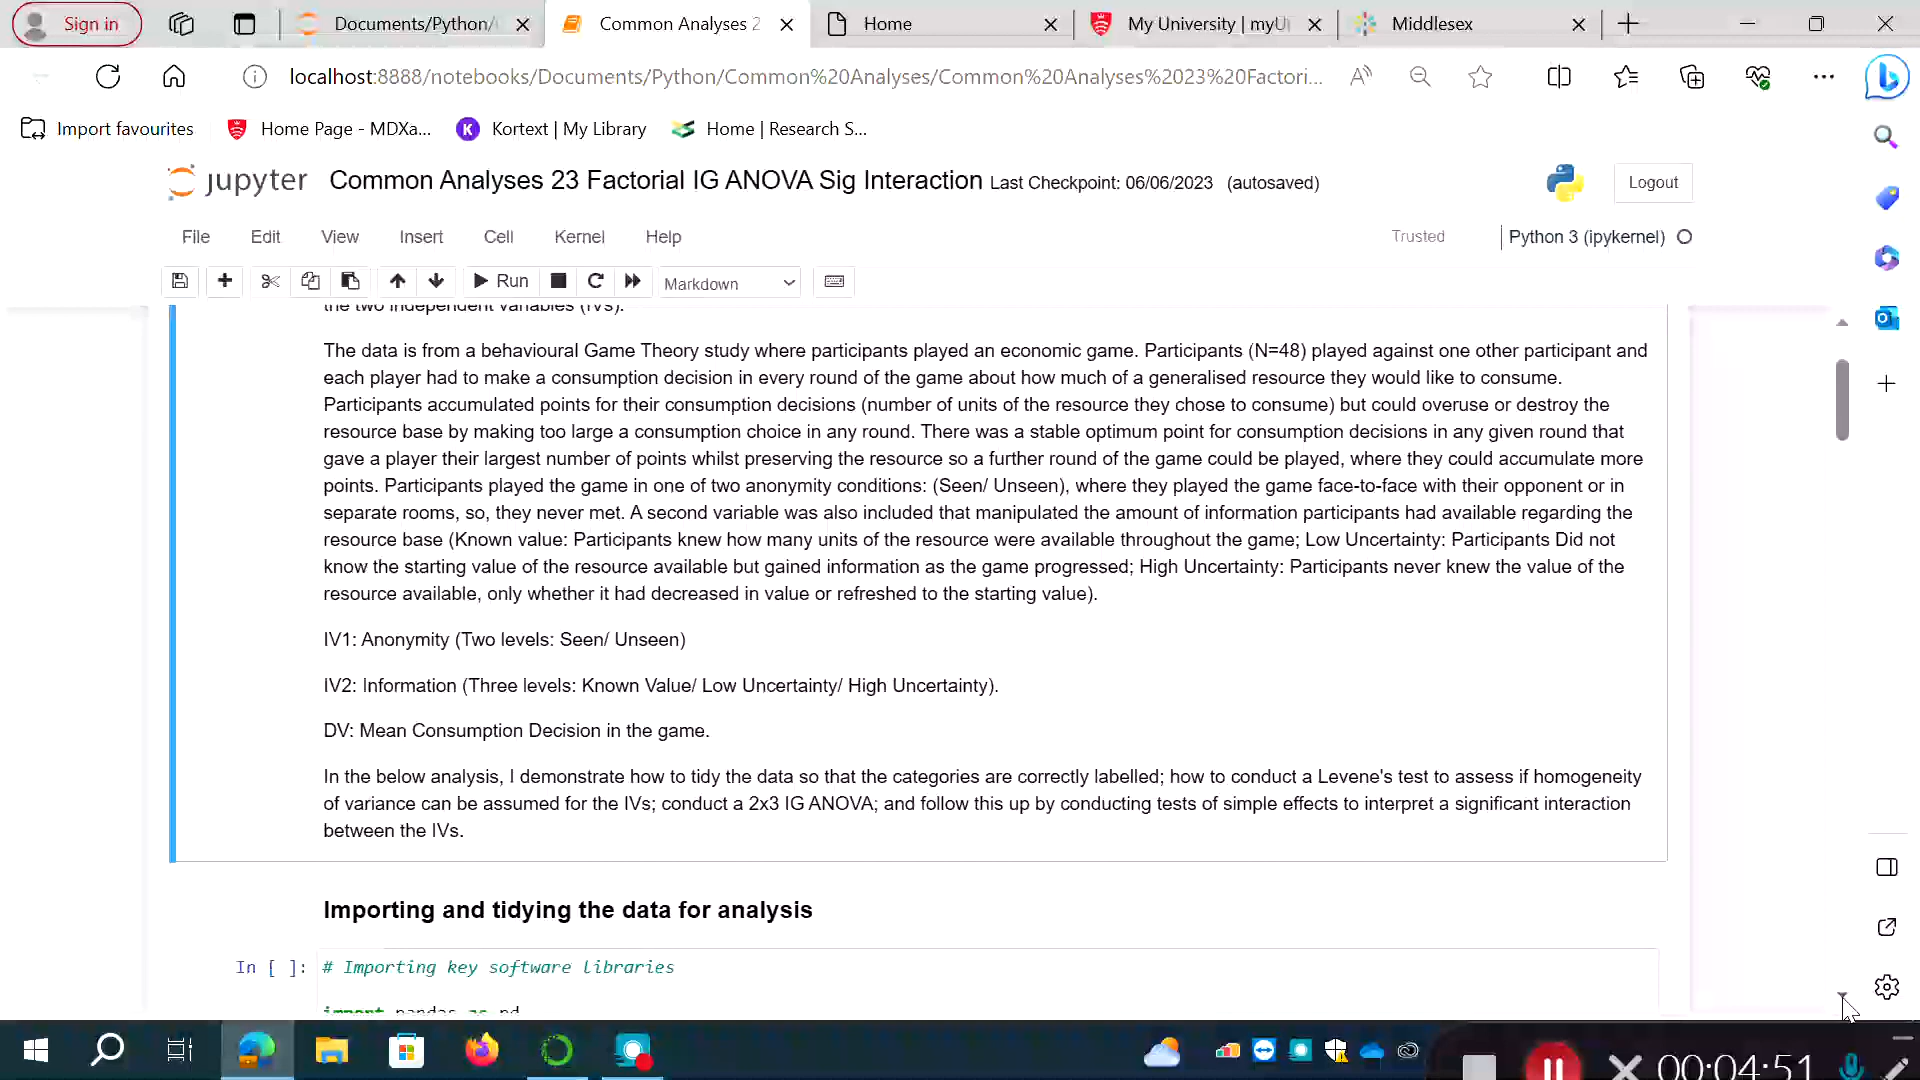 Sign in
Documents/Python/
Common Analyses 2
Home
My University | myU
Middlesex
localhost:8888/notebooks/Documents/Python/Common%20Analyses/Common%20Analyses%2023%20Factori...
Import favourites
Home Page - MDXa...
Kortext | My Library
Home | Research S...
jupyter Common Analyses 23 Factorial IG ANOVA Sig Interaction Last Checkpoint: 06/06/2023 (autosaved)
Logout
File Edit View Insert Cell Kernel Help
Trusted
Python 3 (ipykernel)
Run
Markdown
the two independent variables (IVs).
The data is from a behavioural Game Theory study where participants played an economic game. Participants (N=48) played against one other participant and
each player had to make a consumption decision in every round of the game about how much of a generalised resource they would like to consume.
Participants accumulated points for their consumption decisions (number of units of the resource they chose to consume) but could overuse or destroy the
resource base by making too large a consumption choice in any round. There was a stable optimum point for consumption decisions in any given round that
gave a player their largest number of points whilst preserving the resource so a further round of the game could be played, where they could accumulate more
points. Participants played the game in one of two anonymity conditions: (Seen/ Unseen), where they played the game face-to-face with their opponent or in
separate rooms, so, they never met. A second variable was also included that manipulated the amount of information participants had available regarding the
resource base (Known value: Participants knew how many units of the resource were available throughout the game; Low Uncertainty: Participants Did not
know the starting value of the resource available but gained information as the game progressed; High Uncertainty: Participants never knew the value of the
resource available, only whether it had decreased in value or refreshed to the starting value).
IV1: Anonymity (Two levels: Seen/ Unseen)
IV2: Information (Three levels: Known Value/ Low Uncertainty/ High Uncertainty).
DV: Mean Consumption Decision in the game.
In the below analysis, I demonstrate how to tidy the data so that the categories are correctly labelled; how to conduct a Levene's test to assess if homogeneity
of variance can be assumed for the IVs; conduct a 2x3 IG ANOVA; and follow this up by conducting tests of simple effects to interpret a significant interaction
between the IVs.
Importing and tidying the data for analysis
In [ ]: # Importing key software libraries
import pandas as pd
00:04:51